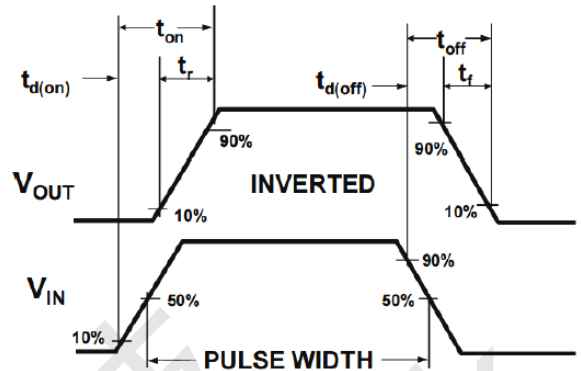 ton
toff
td(on)
tr
td(off)
tf
90%
90%
VOUT
INVERTED
10%
10%
90%
VIN
50%
50%
10%
PULSE WIDTH